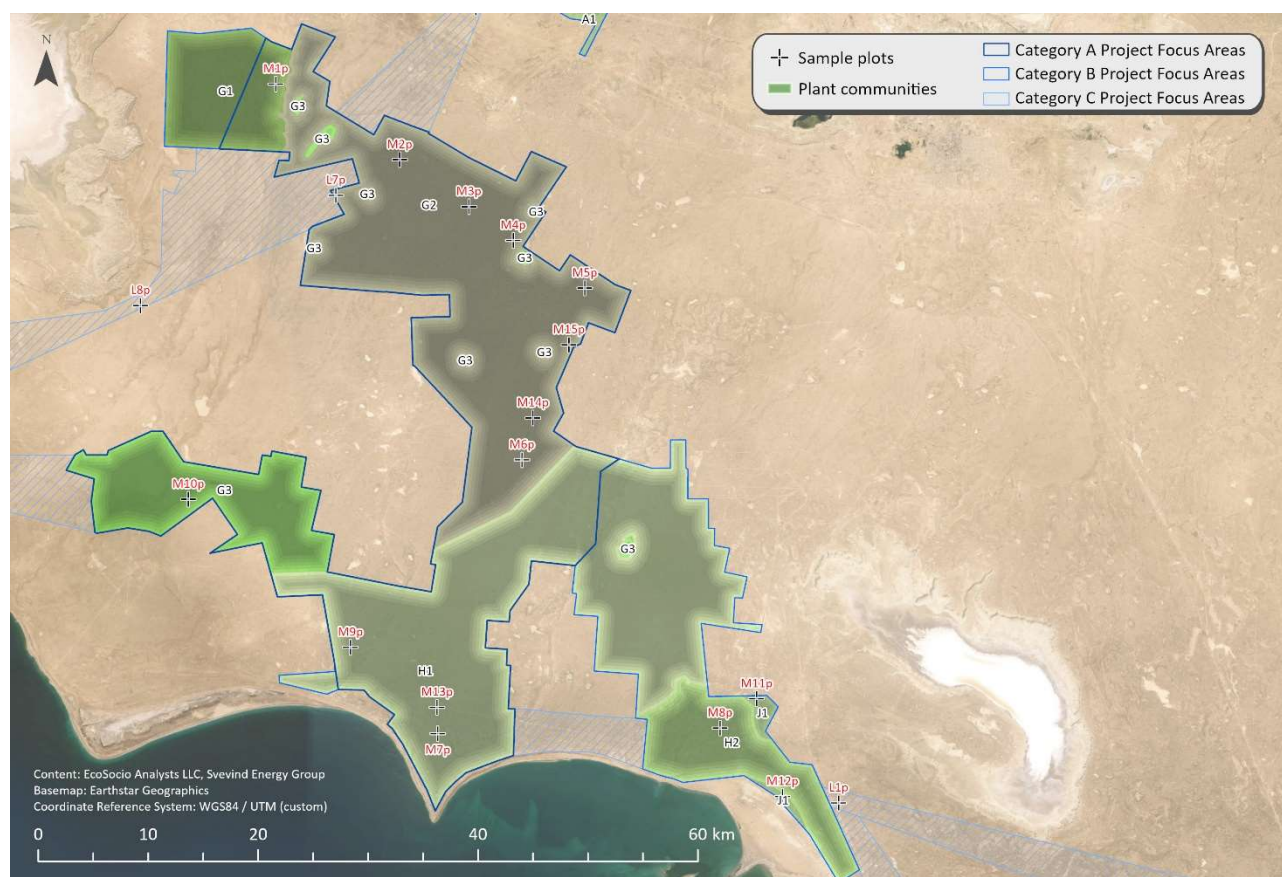 A1
N
Sample plots
Plant communities
Category A Project Focus Areas
Category B Project Focus Areas
Category C Project Focus Areas
M1p
G1
G3
G3
M2p
L7p
G3
M3p
G2
G3
M4p
G3
G3
M5p
L8p
M15p
G3
G3
M14p
M6p
M10p
G3
G3
M9p
H1
M13p
M7p
M11p
J1
M8p
H2
M12p
J1
L1p
Content: EcoSocio Analysts LLC, Svevind Energy Group
Basemap: Earthstar Geographics
Coordinate Reference System: WGS84 / UTM (custom)
0 10 20 40 60 km